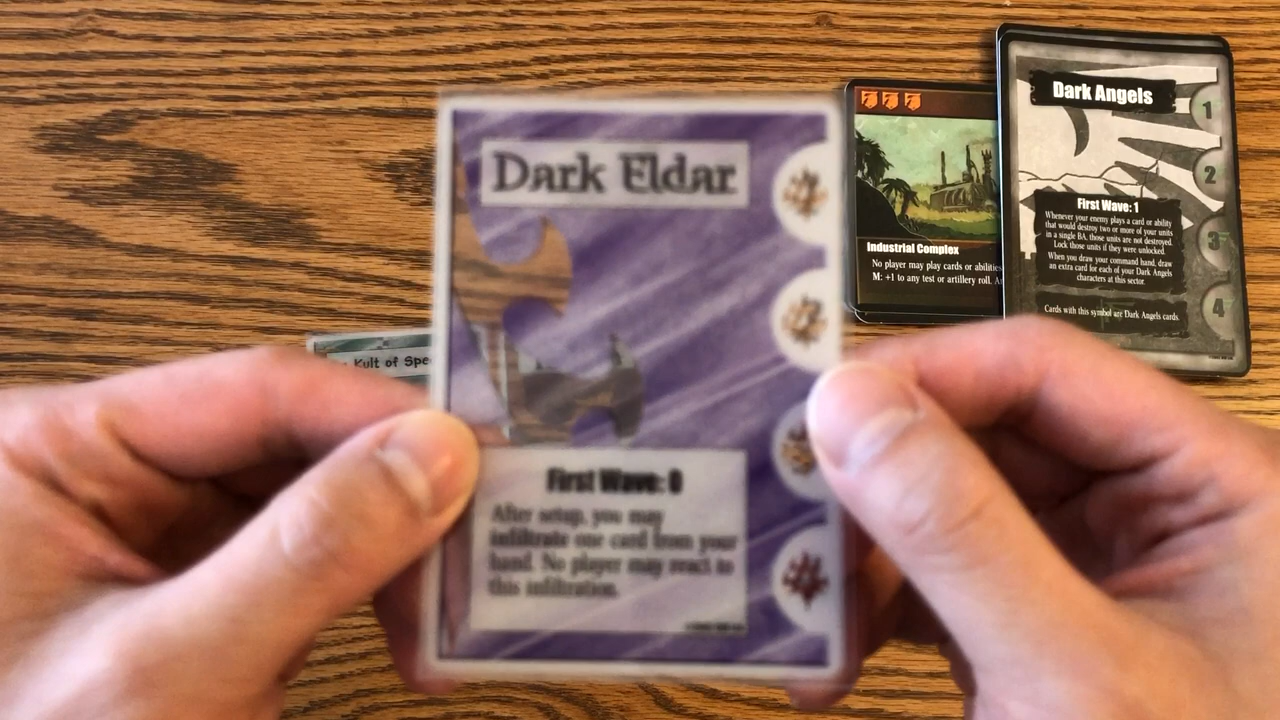 Dark Eldar
First Wave: 0
After setup, you may
infiltrate one card from your
hand. No player may react to
this infiltration.
Kult of Spe
Industrial Complex
No player may play cards or abilities
M: +1 to any test or artillery roll.
Dark Angels
1
2
3
4
First Wave: 1
Whenever your enemy plays a card or ability
that would destroy two or more of your units
in a single BA, those units are not destroyed.
Lock those units if they were unlocked.
When you draw your command hand, draw
an extra card for each of your Dark Angels
characters at this sector.
Cards with this symbol are Dark Angels cards.